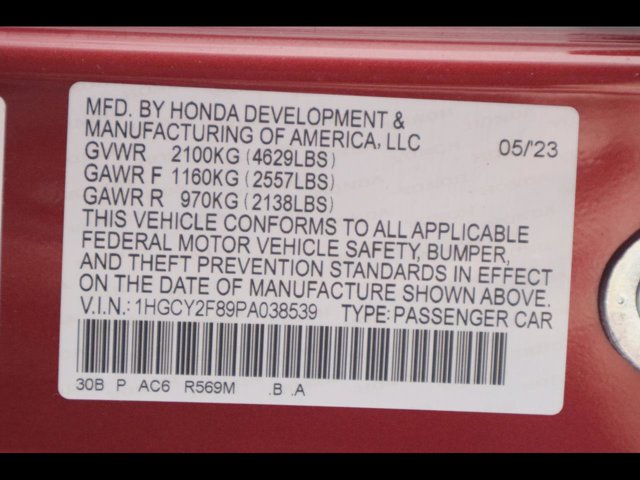 MFD. BY HONDA DEVELOPMENT &
MANUFACTURING OF AMERICA, LLC 05/'23
GVWR 2100KG (4629LBS)
GAWR F 1160KG (2557LBS)
GAWR R 970KG (2138LBS)
THIS VEHICLE CONFORMS TO ALL APPLICABLE
FEDERAL MOTOR VEHICLE SAFETY, BUMPER,
AND THEFT PREVENTION STANDARDS IN EFFECT
ON THE DATE OF MANUFACTURE SHOWN ABOVE.
V.I.N.: 1HGCY2F89PA038539 TYPE: PASSENGER CAR
30B P AC6 R569M .B .A